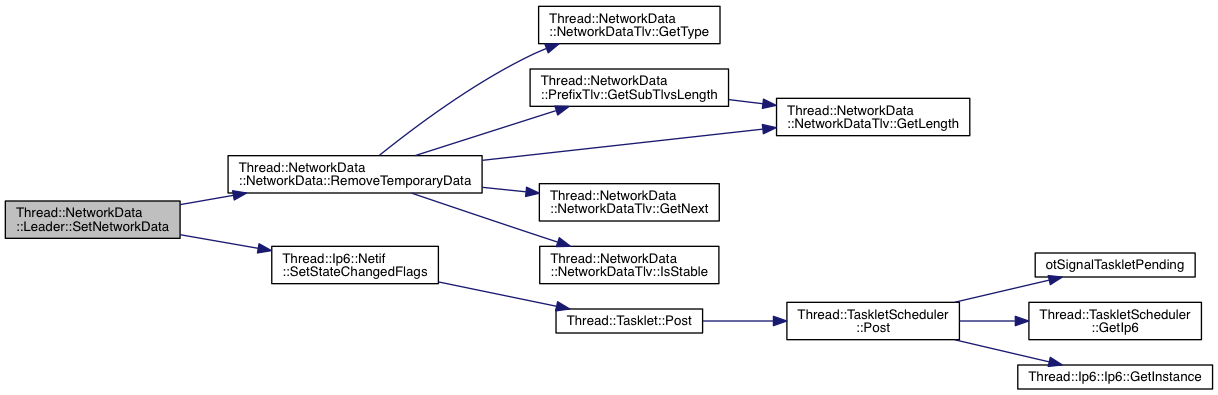 Thread::NetworkData
::NetworkDataTlv::GetType
Thread::NetworkData
::PrefixTlv::GetSubTlvsLength
Thread::NetworkData
::NetworkDataTlv::GetLength
Thread::NetworkData
::NetworkData::RemoveTemporaryData
Thread::NetworkData
::NetworkDataTlv::GetNext
Thread::NetworkData
::Leader::SetNetworkData
Thread::NetworkData
::NetworkDataTlv::IsStable
Thread::Ip6::Netif
::SetStateChangedFlags
otSignalTaskletPending
Thread::Tasklet::Post
Thread::TaskletScheduler
::Post
Thread::TaskletScheduler
::GetIp6
Thread::Ip6::Ip6::GetInstance